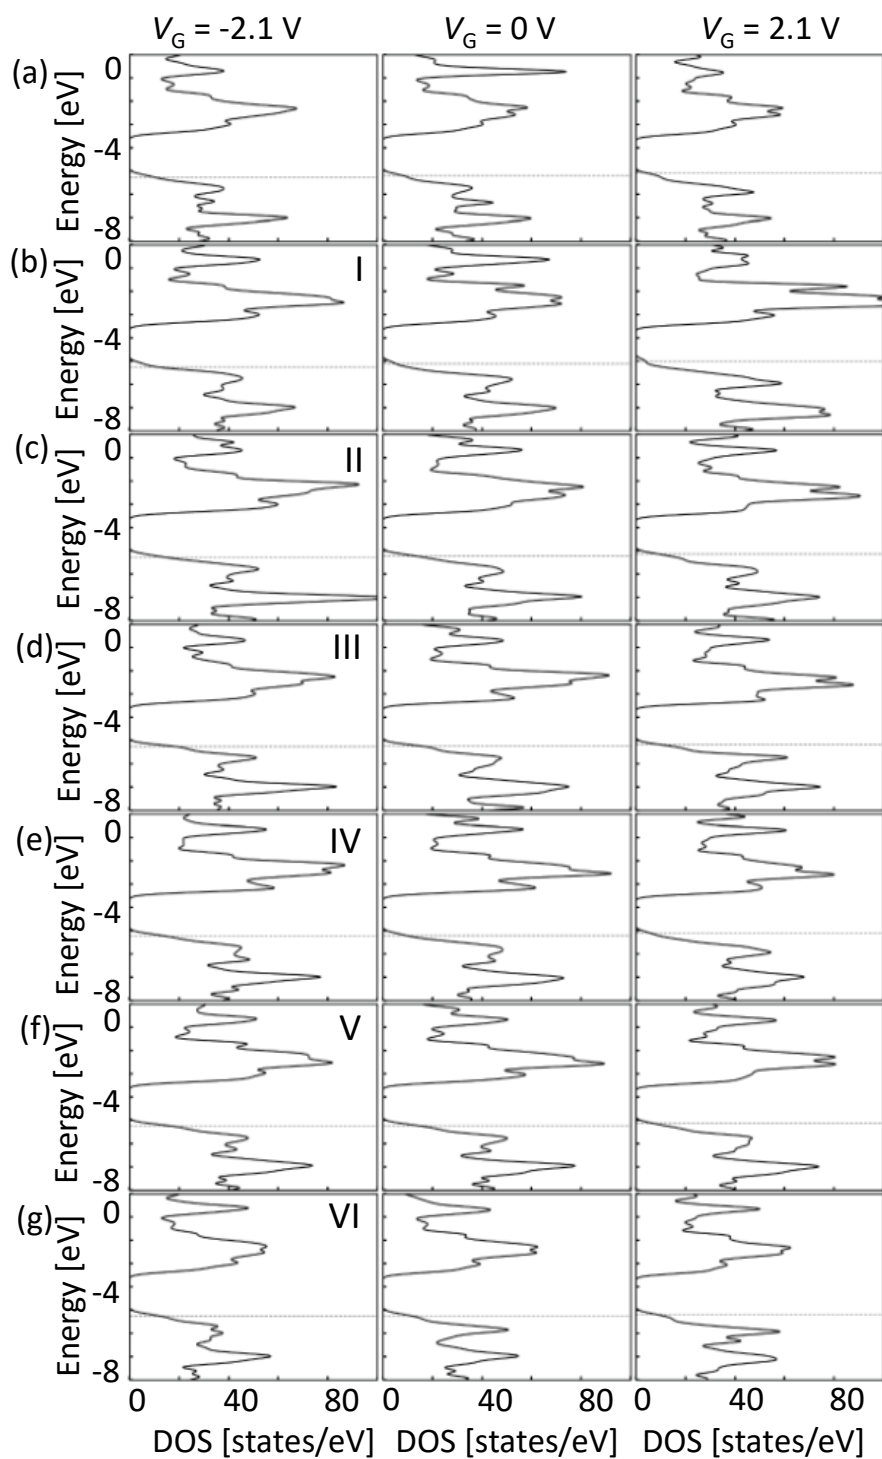 V_G = -2.1 V V_G = 0 V V_G = 2.1 V
(a) Energy [eV] 0 -4 -8
(b) Energy [eV] 0 -4 -8 I
(c) Energy [eV] 0 -4 -8 II
(d) Energy [eV] 0 -4 -8 III
(e) Energy [eV] 0 -4 -8 IV
(f) Energy [eV] 0 -4 -8 V
(g) Energy [eV] 0 -4 -8 VI
0 40 80 0 40 80 0 40 80
DOS [states/eV] DOS [states/eV] DOS [states/eV]